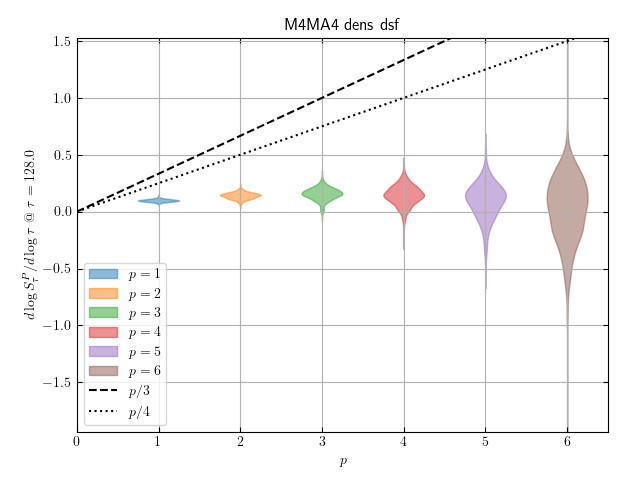 M4MA4 dens dsf
d log S_τ^P / d log τ @ τ = 128.0
1.5
1.0
0.5
0.0
−0.5
−1.0
−1.5
p = 1
p = 2
p = 3
p = 4
p = 5
p = 6
p/3
p/4
0 1 2 3 4 5 6
p